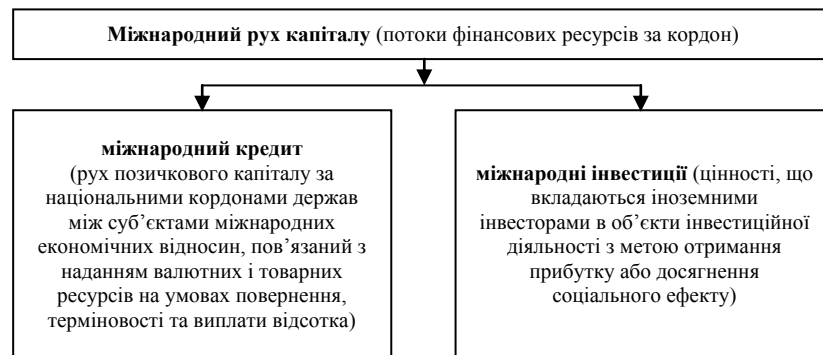 Міжнародний рух капіталу (потоки фінансових ресурсів за кордон)
міжнародний кредит
(рух позичкового капіталу за
національними кордонами держав
між суб’єктами міжнародних
економічних відносин, пов’язаний з
наданням валютних і товарних
ресурсів на умовах повернення,
терміновості та виплати відсотка)
міжнародні інвестиції (цінності, що
вкладаються іноземними
інвесторами в об’єкти інвестиційної
діяльності з метою отримання
прибутку або досягнення
соціального ефекту)